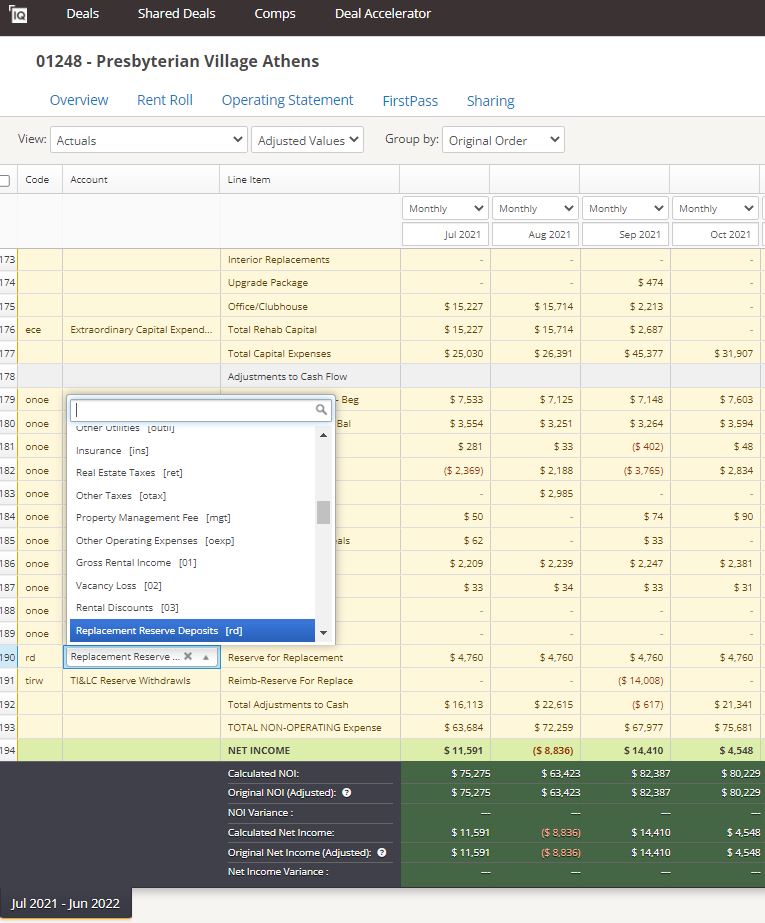 IQ Deals Shared Deals Comps Deal Accelerator
01248 - Presbyterian Village Athens
Overview Rent Roll Operating Statement FirstPass Sharing
View: Actuals Adjusted Values Group by: Original Order
Code Account Line Item
Monthly Monthly Monthly Monthly
Jul 2021 Aug 2021 Sep 2021 Oct 2021
173 Interior Replacements - - - -
174 Upgrade Package - - $ 474 -
175 Office/Clubhouse $ 15,227 $ 15,714 $ 2,213 -
176 ece Extraordinary Capital Expend... Total Rehab Capital $ 15,227 $ 15,714 $ 2,687 -
177 Total Capital Expenses $ 25,030 $ 26,391 $ 45,377 $ 31,907
178 Adjustments to Cash Flow
179 onoe - Beg $ 7,533 $ 7,125 $ 7,148 $ 7,603
180 onoe Bal $ 3,554 $ 3,251 $ 3,264 $ 3,594
Other Utilities [outil]
181 onoe $ 281 $ 33 ($ 402) $ 48
Insurance [ins]
182 onoe ($ 2,369) $ 2,188 ($ 3,765) $ 2,834
Real Estate Taxes [ret]
183 onoe - $ 2,985 - -
Other Taxes [otax]
184 onoe $ 50 - $ 74 $ 90
Property Management Fee [mgt]
185 onoe als $ 62 - $ 33 -
Other Operating Expenses [oexp]
186 onoe $ 2,209 $ 2,239 $ 2,247 $ 2,381
Gross Rental Income [01]
187 onoe $ 33 $ 34 $ 33 $ 31
Vacancy Loss [02]
188 onoe - - - -
Rental Discounts [03]
189 onoe - - - -
Replacement Reserve Deposits [rd]
190 rd Replacement Reserve ... Reserve for Replacement $ 4,760 $ 4,760 $ 4,760 $ 4,760
191 tirw TI&LC Reserve Withdrawls Reimb-Reserve For Replace - - ($ 14,008) -
192 Total Adjustments to Cash $ 16,113 $ 22,615 ($ 617) $ 21,341
193 TOTAL NON-OPERATING Expense $ 63,684 $ 72,259 $ 67,977 $ 75,681
194 NET INCOME $ 11,591 ($ 8,836) $ 14,410 $ 4,548
Calculated NOI: $ 75,275 $ 63,423 $ 82,387 $ 80,229
Original NOI (Adjusted): ? $ 75,275 $ 63,423 $ 82,387 $ 80,229
NOI Variance : — — — —
Calculated Net Income: $ 11,591 ($ 8,836) $ 14,410 $ 4,548
Original Net Income (Adjusted): ? $ 11,591 ($ 8,836) $ 14,410 $ 4,548
Net Income Variance : — — — —
Jul 2021 - Jun 2022